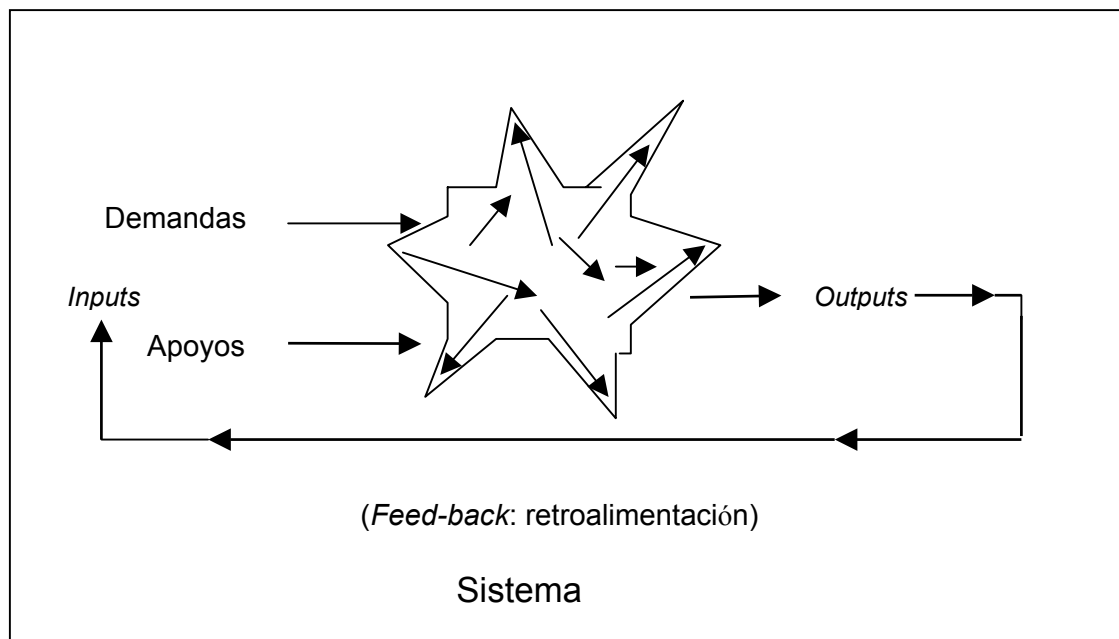 Demandas
Inputs
Outputs
Apoyos
(Feed-back: retroalimentación)
Sistema